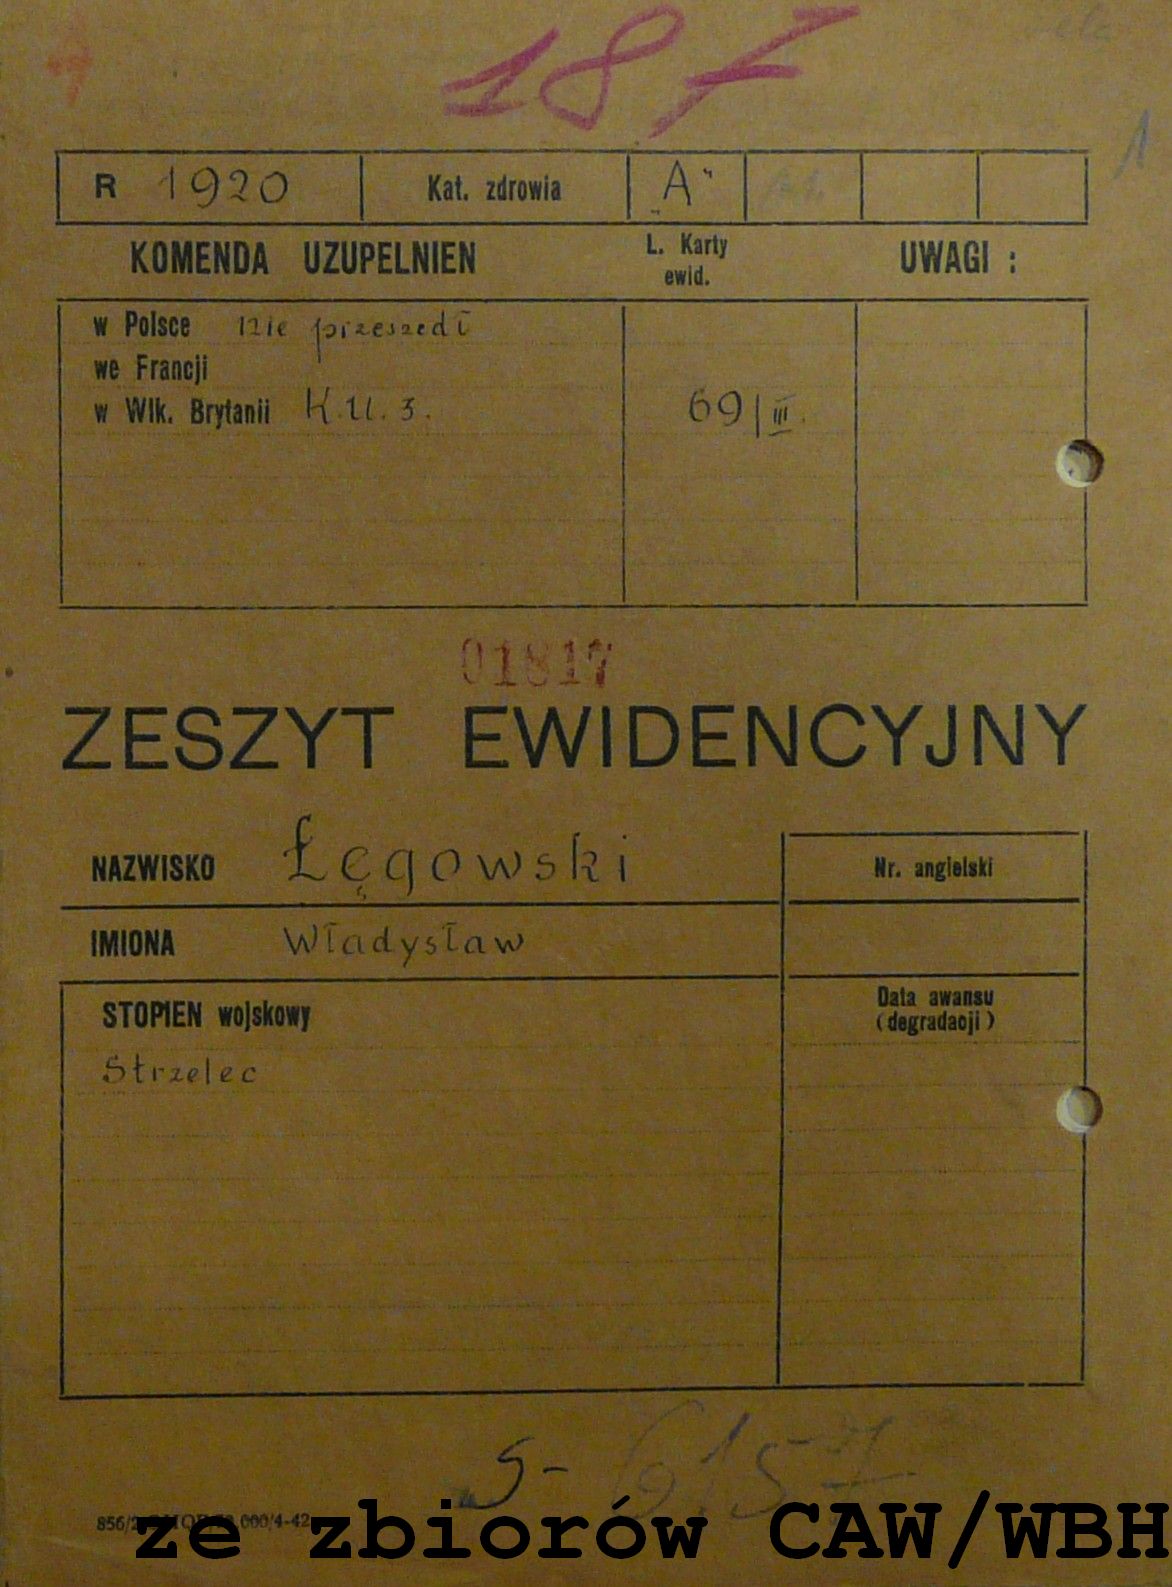 187
1
R 1920 Kat. zdrowia A"
KOMENDA UZUPELNIEN L. Karty ewid. UWAGI :
w Polsce nie przeszedł
we Francji
w Wlk. Brytanii K.U.3. 69/III.
01817
ZESZYT EWIDENCYJNY
NAZWISKO Łęgowski Nr. angielski
IMIONA Władysław
STOPIEN wojskowy Data awansu
(degradacji)
Strzelec
S- 6157
ze zbiorów CAW/WBH